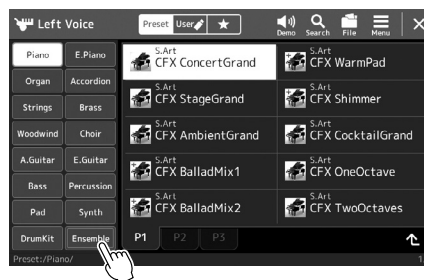 Left Voice
Preset User ★
Demo Search File Menu
Piano E.Piano
Organ Accordion
Strings Brass
Woodwind Choir
A.Guitar E.Guitar
Bass Percussion
Pad Synth
DrumKit Ensemble
S.Art
CFX ConcertGrand
S.Art
CFX WarmPad
S.Art
CFX StageGrand
S.Art
CFX Shimmer
S.Art
CFX AmbientGrand
S.Art
CFX CocktailGrand
S.Art
CFX BalladMix1
S.Art
CFX OneOctave
S.Art
CFX BalladMix2
S.Art
CFX TwoOctaves
P1 P2 P3
Preset:/Piano/